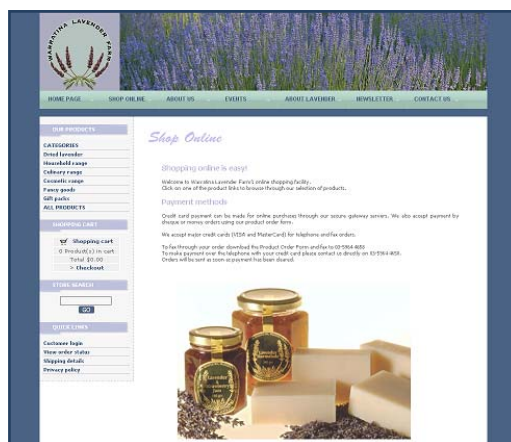 WARRATINA LAVENDER FARM
HOME PAGE
SHOP ONLINE
ABOUT US
EVENTS
ABOUT LAVENDER
NEWSLETTER
CONTACT US
OUR PRODUCTS
CATEGORIES
Dried lavender
Household range
Culinary range
Cosmetic range
Fancy goods
Gift packs
ALL PRODUCTS
SHOPPING CART
Shopping cart
0 Product(s) in cart
Total $0.00
> Checkout
STORE SEARCH
GO
QUICK LINKS
Customer login
View order status
Shipping details
Privacy policy
Shop Online
Shopping online is easy!
Welcome to Warratina Lavender Farm's online shopping facility.
Click on one of the product links to browse through our selection of products.
Payment methods
Credit card payment can be made for online purchases through our secure gateway servers. We also accept payment by
cheque or money orders using our product order form.
We accept major credit cards (VISA and MasterCard) for telephone and fax orders.
To fax through your order download the Product Order Form and fax to
To make payment over the telephone with your credit card please contact us directly on
Orders will be sent as soon as payment has been cleared.
Lavender